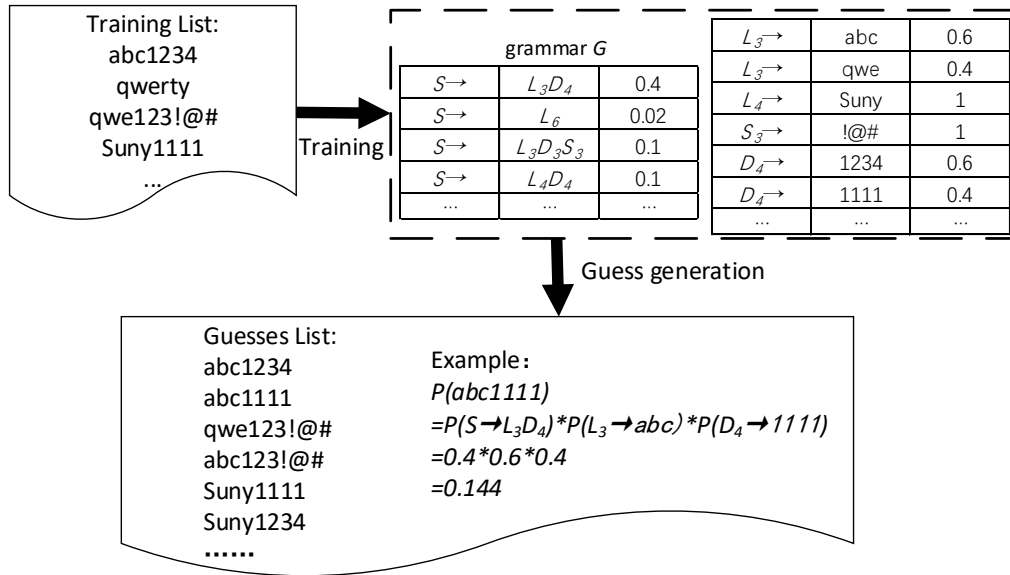 Training List:
abc1234
qwerty
qwe123!@#
Suny1111
...
Training
grammar G
S→ L₃D₄ 0.4
S→ L₆ 0.02
S→ L₃D₃S₃ 0.1
S→ L₄D₄ 0.1
... ... ...
L₃→ abc 0.6
L₃→ qwe 0.4
L₄→ Suny 1
S₃→ !@# 1
D₄→ 1234 0.6
D₄→ 1111 0.4
... ... ...
Guess generation
Guesses List:
abc1234
abc1111
qwe123!@#
abc123!@#
Suny1111
Suny1234
......
Example：
P(abc1111)
=P(S→L₃D₄)*P(L₃→abc）*P(D₄→1111)
=0.4*0.6*0.4
=0.144